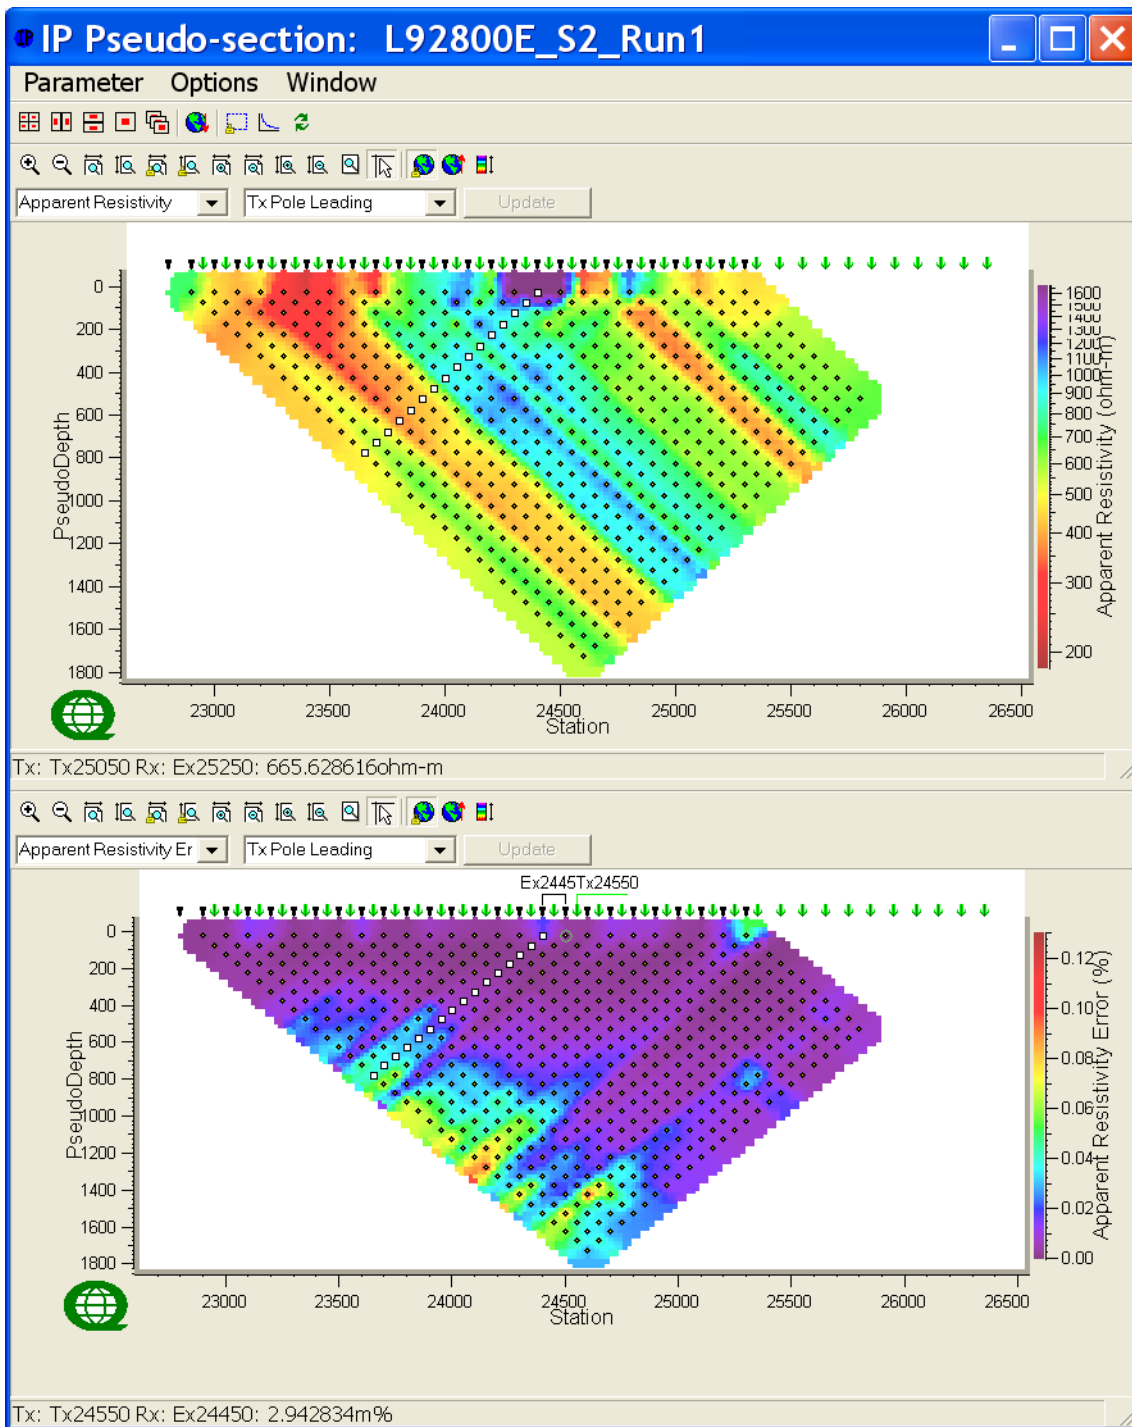 IP Pseudo-section: L92800E_S2_Run1
Parameter Options Window
Apparent Resistivity Tx Pole Leading Update
0
200
400
600
800
1000
1200
1400
1600
1800
PseudoDepth
23000 23500 24000 24500 25000 25500 26000 26500
Station
1600
1500
1400
1300
1200
1100
1000
900
800
700
600
500
400
300
200
Apparent Resistivity (ohm-m)
Tx: Tx25050 Rx: Ex25250: 665.628616ohm-m
Apparent Resistivity Er Tx Pole Leading Update
Ex2445Tx24550
0
200
400
600
800
1000
1200
1400
1600
1800
PseudoDepth
23000 23500 24000 24500 25000 25500 26000 26500
Station
0.12
0.10
0.08
0.06
0.04
0.02
0.00
Apparent Resistivity Error (%)
Tx: Tx24550 Rx: Ex24450: 2.942834m%